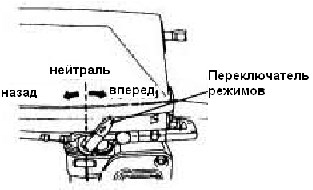 нейтраль
назад
вперед
Переключатель
режимов